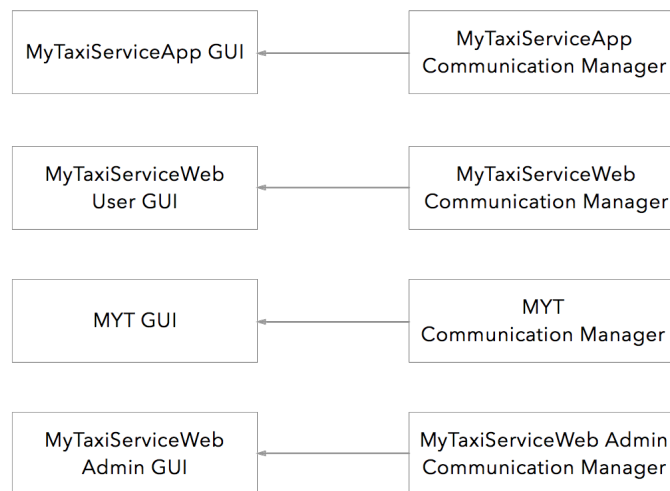 MyTaxiServiceApp GUI
MyTaxiServiceApp
Communication Manager
MyTaxiServiceWeb
User GUI
MyTaxiServiceWeb
Communication Manager
MYT GUI
MYT
Communication Manager
MyTaxiServiceWeb
Admin GUI
MyTaxiServiceWeb Admin
Communication Manager